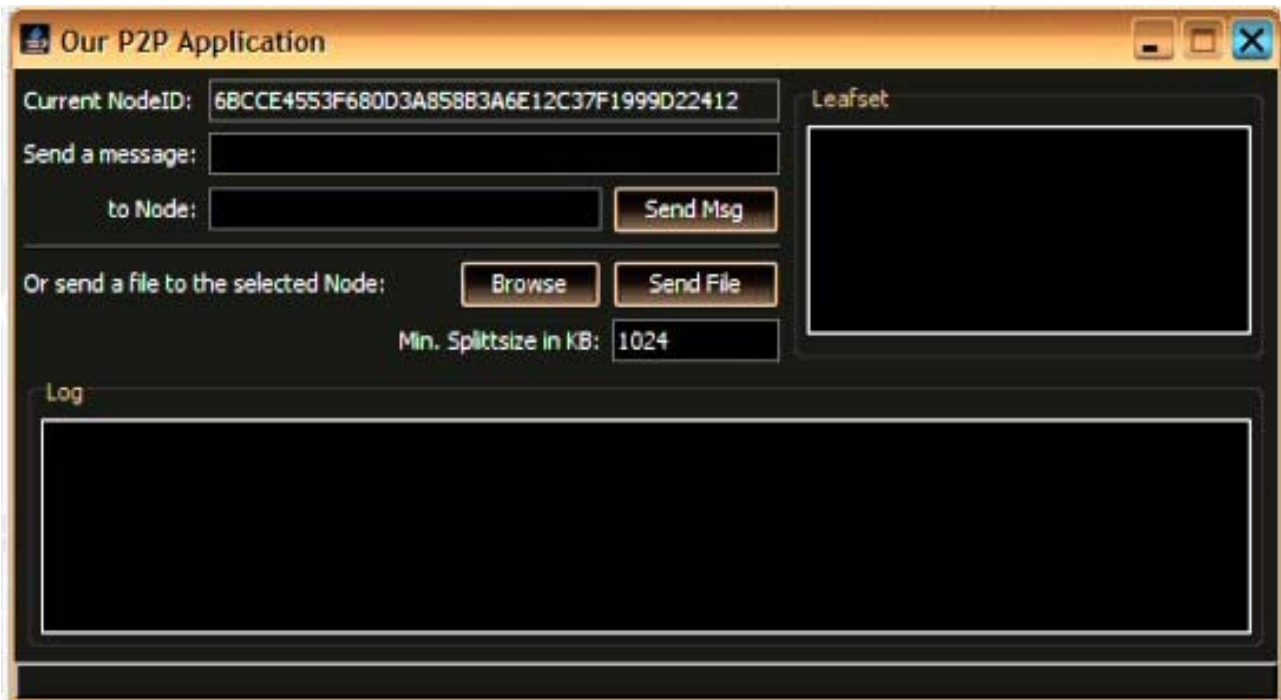 Our P2P Application
Current NodeID: 6BCCE4553F680D3A858B3A6E12C37F1999D22412
Leafset
Send a message:
to Node: Send Msg
Or send a file to the selected Node: Browse Send File
Min. Splittsize in KB: 1024
Log